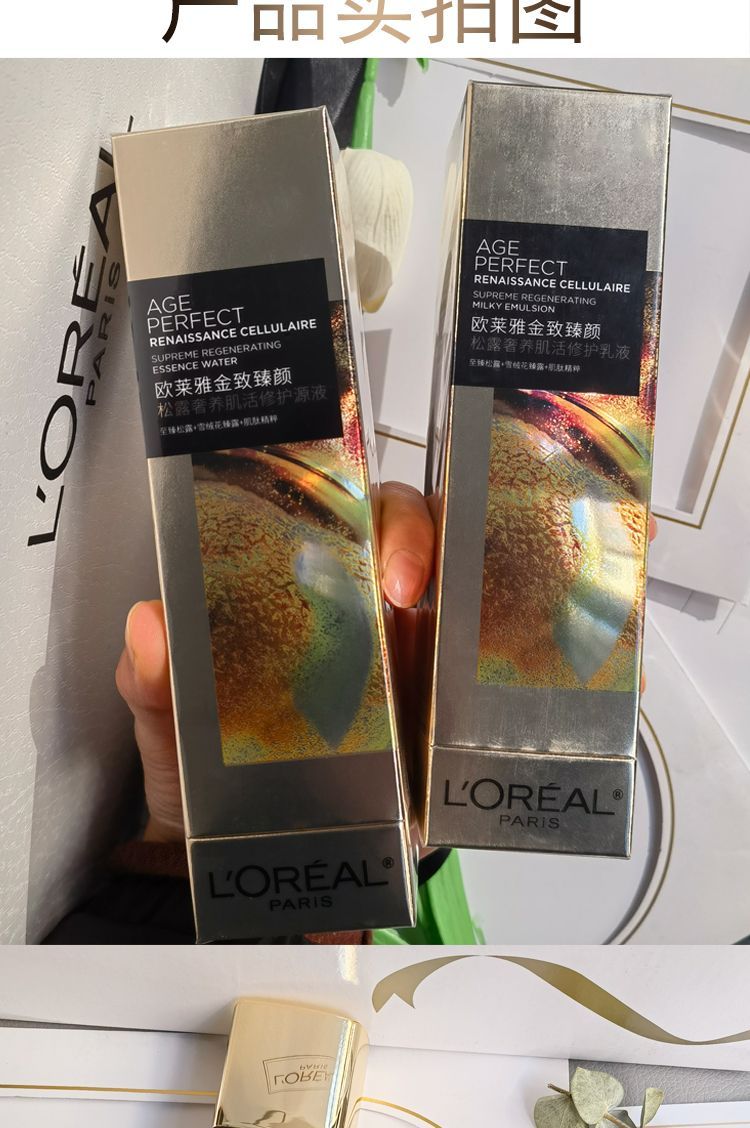 产品实拍图
L'ORÉAL
PARIS
AGE
PERFECT
RENAISSANCE CELLULAIRE
SUPREME REGENERATING
ESSENCE WATER
欧莱雅金致臻颜
松露奢养肌活修护源液
至臻松露+雪绒花臻露+肌肽精粹
L'ORÉAL®
PARIS
AGE
PERFECT
RENAISSANCE CELLULAIRE
SUPREME REGENERATING
MILKY EMULSION
欧莱雅金致臻颜
松露奢养肌活修护乳液
至臻松露+雪绒花臻露+肌肽精粹
L'ORÉAL®
PARIS
L'ORÉAL
PARIS